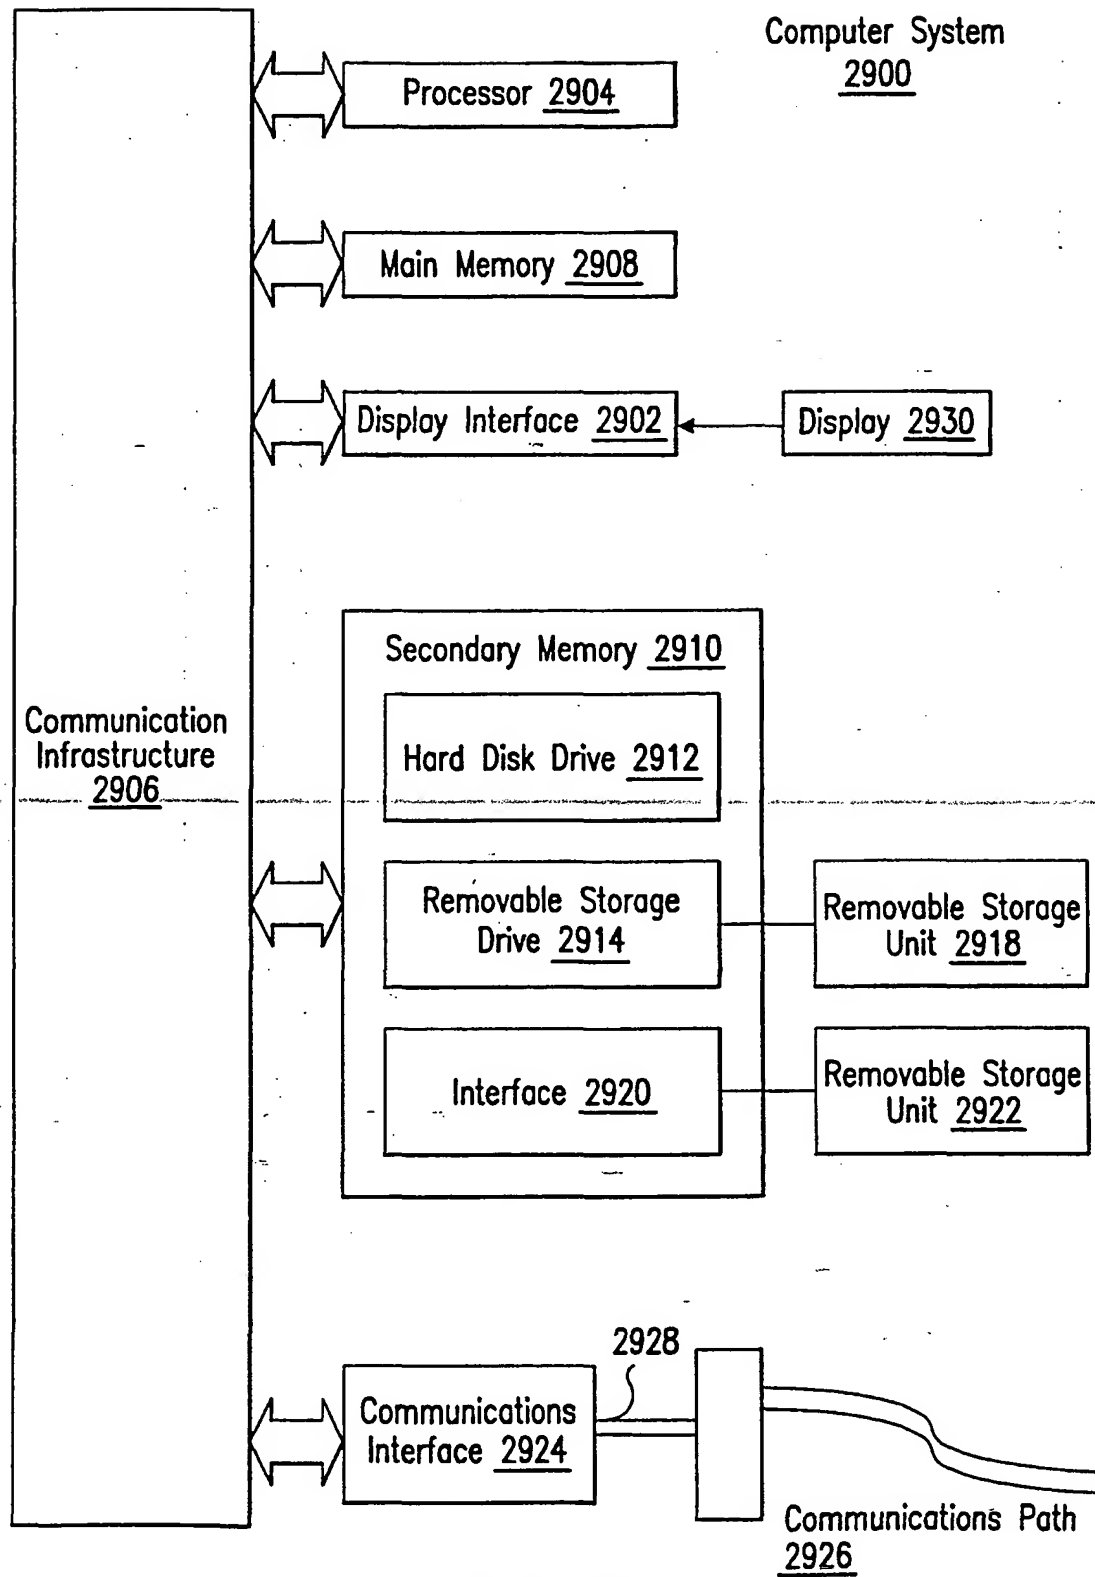 Computer System
2900
Processor 2904
Main Memory 2908
Display Interface 2902
Display 2930
Secondary Memory 2910
Hard Disk Drive 2912
Communication
Infrastructure
2906
Removable Storage
Drive 2914
Removable Storage
Unit 2918
Interface 2920
Removable Storage
Unit 2922
2928
Communications
Interface 2924
Communications Path
2926